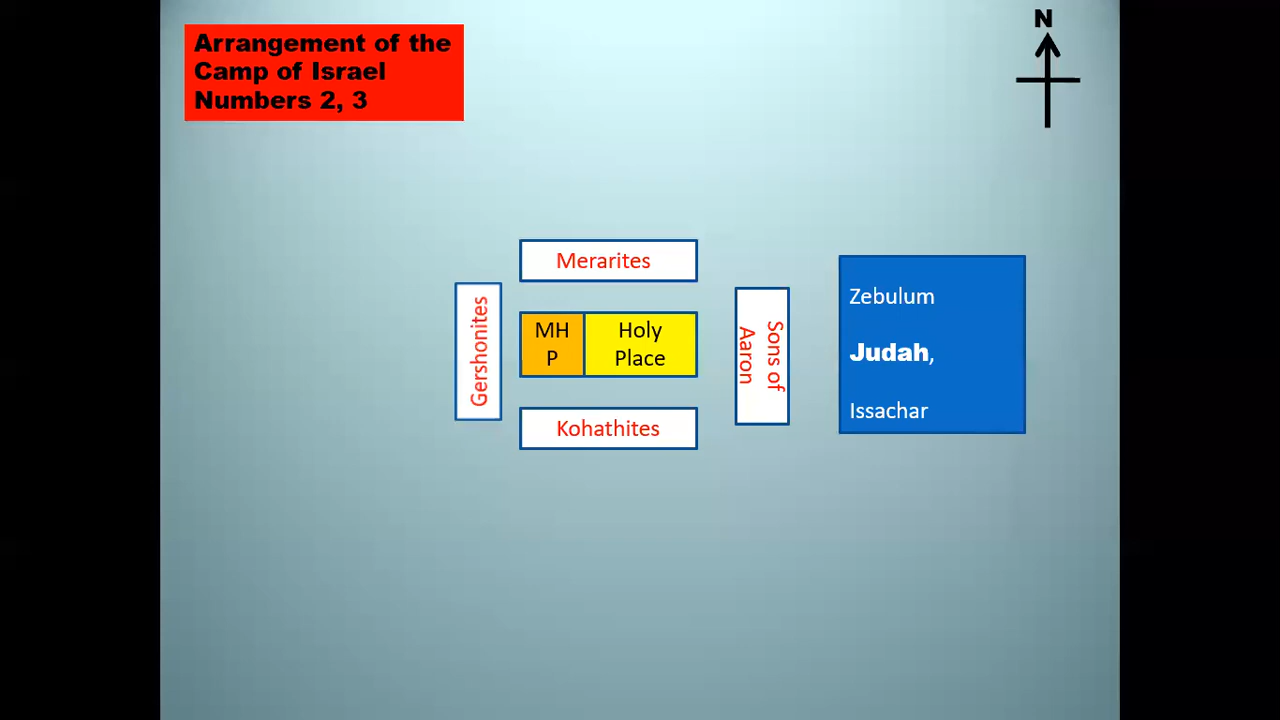 Arrangement of the
Camp of Israel
Numbers 2, 3
N
Merarites
Gershonites
MH
P
Holy
Place
Sons of
Aaron
Kohathites
Zebulum
Judah,
Issachar